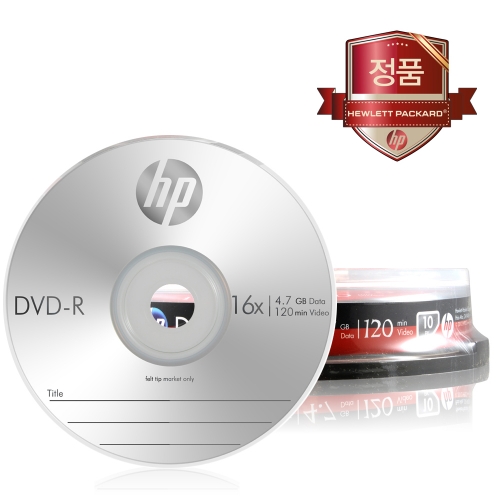 정품
HEWLETT PACKARD®
hp
hp
DVD-R
16x
4.7 GB Data
120 min Video
felt tip marker only
Title
GB
Data
120 min
Video
10
hp